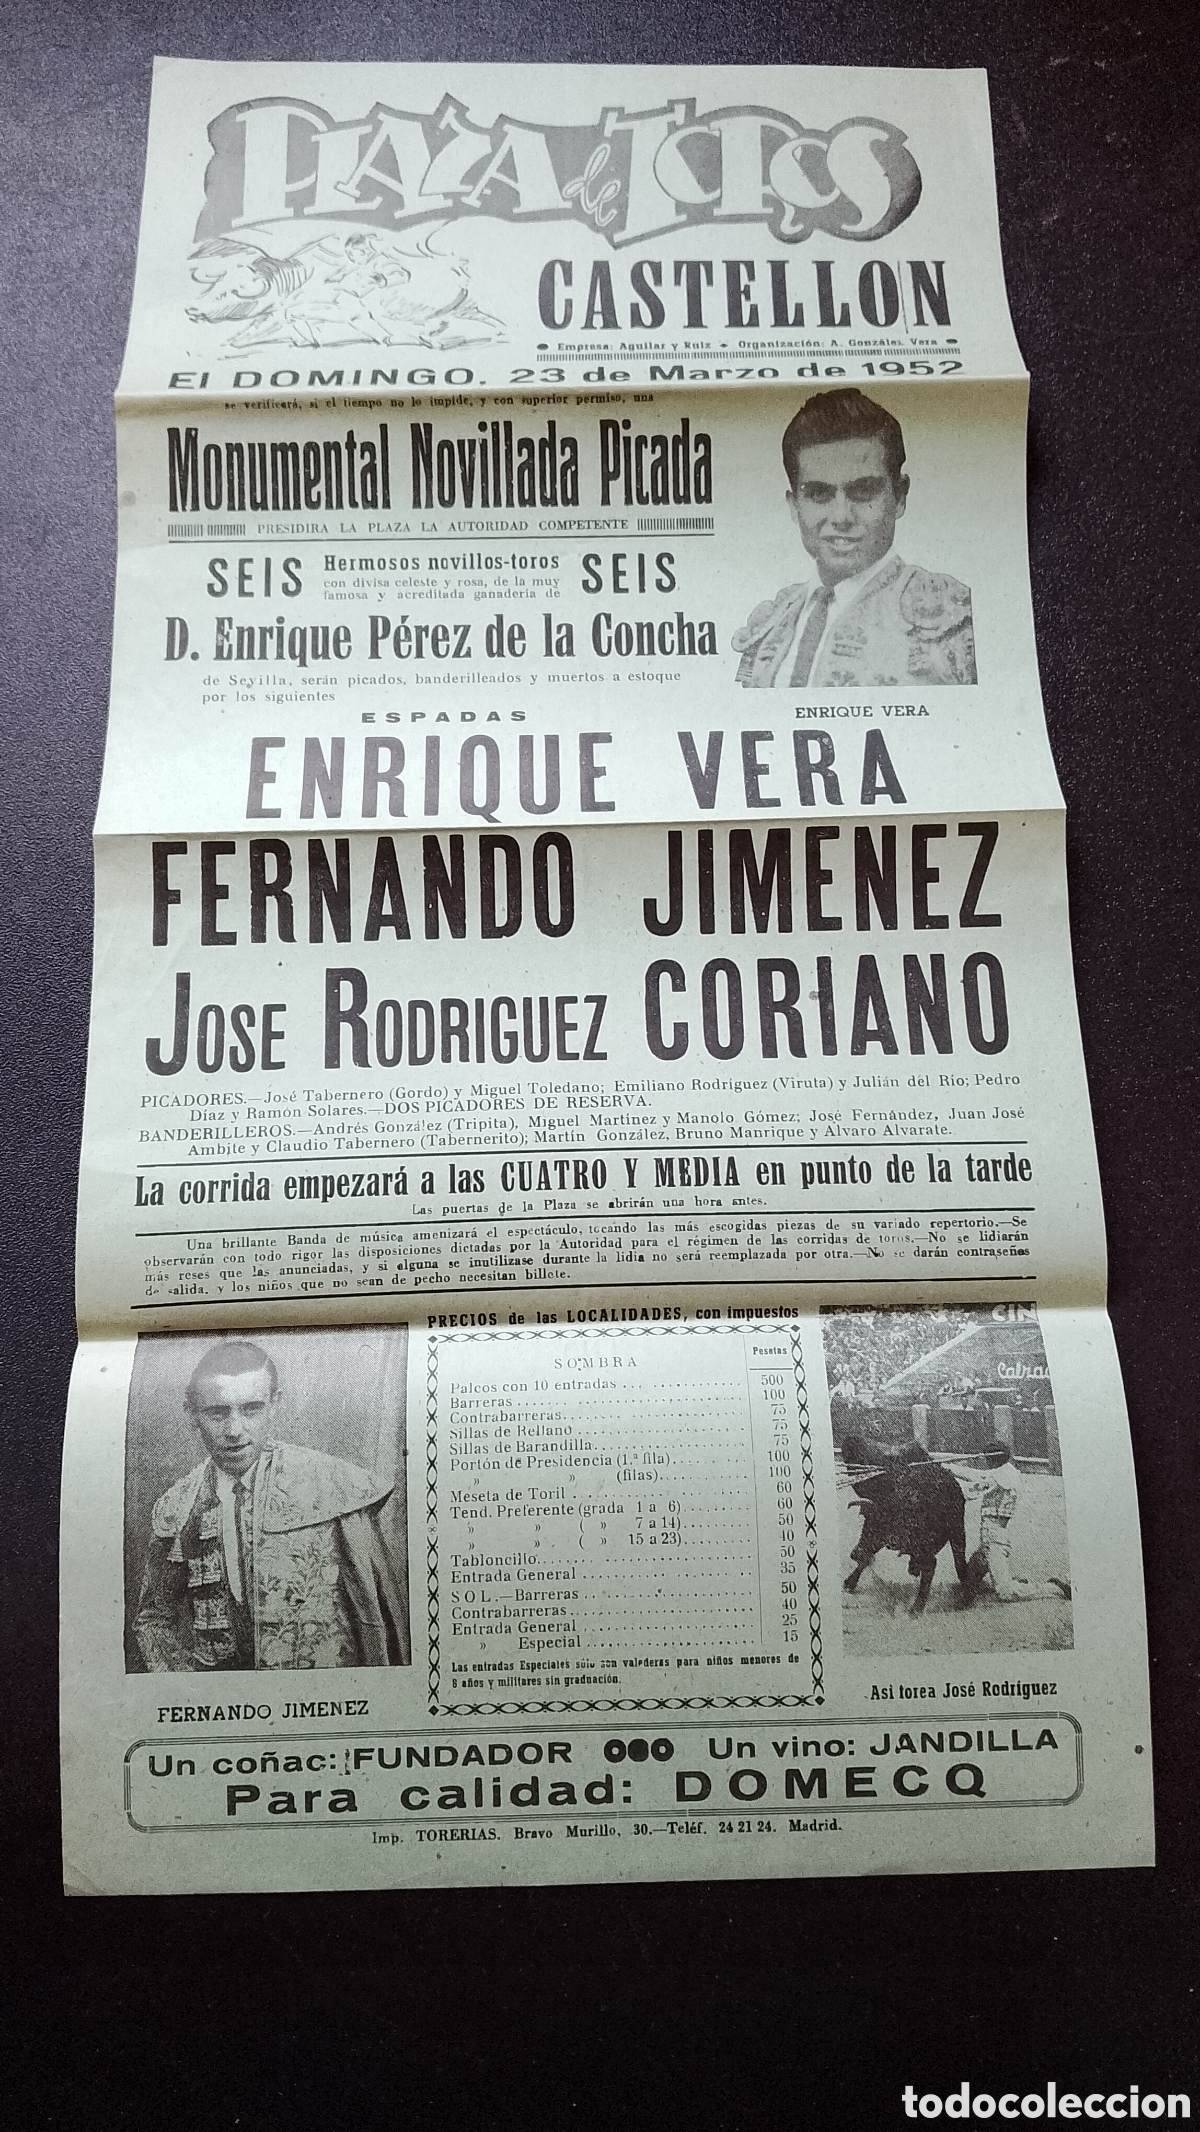 PLAZA de TOROS
CASTELLON
Empresa: Aguilar y Ruiz - Organización: A. González Vera
El DOMINGO, 23 de Marzo de 1952
se verificará, si el tiempo no lo impide, y con superior permiso, una
Monumental Novillada Picada
PRESIDIRA LA PLAZA LA AUTORIDAD COMPETENTE
SEIS Hermosos novillos-toros SEIS
con divisa celeste y rosa, de la muy
famosa y acreditada ganadería de
D. Enrique Pérez de la Concha
de Sevilla, serán picados, banderilleados y muertos a estoque
por los siguientes
ESPADAS
ENRIQUE VERA
ENRIQUE VERA
FERNANDO JIMENEZ
JOSE RODRIGUEZ CORIANO
PICADORES.—José Tabernero (Gordo) y Miguel Toledano; Emiliano Rodríguez (Viruta) y Julián del Río; Pedro
Díaz y Ramón Solares.—DOS PICADORES DE RESERVA.
BANDERILLEROS.—Andrés González (Tripita), Miguel Martínez y Manolo Gómez; José Fernández, Juan José
Ambite y Claudio Tabernero (Tabernerito); Martín González, Bruno Manrique y Alvaro Alvarate.
La corrida empezará a las CUATRO Y MEDIA en punto de la tarde
Las puertas de la Plaza se abrirán una hora antes.
Una brillante Banda de música amenizará el espectáculo, tocando las más escogidas piezas de su variado repertorio.—Se
observarán con todo rigor las disposiciones dictadas por la Autoridad para el régimen de las corridas de toros.—No se lidiarán
más reses que las anunciadas, y si alguna se inutilizase durante la lidia no será reemplazada por otra.—No se darán contraseñas
de salida, y los niños que no sean de pecho necesitan billete.
PRECIOS de las LOCALIDADES, con impuestos
SOMBRA Pesetas
Palcos con 10 entradas 500
Barreras 100
Contrabarreras 75
Sillas de Rellano 75
Sillas de Barandilla 75
Portón de Presidencia (1.ª fila) 100
» » (filas) 100
Meseta de Toril 60
Tend. Preferente (grada 1 a 6) 60
» » ( » 7 a 14) 50
» » ( » 15 a 23) 40
Tabloncillo 50
Entrada General 35
SOL.—Barreras 50
Contrabarreras 40
Entrada General 25
» Especial 15
Las entradas Especiales sólo son valederas para niños menores de
8 años y militares sin graduación.
CIN
Calza
FERNANDO JIMENEZ
Asi torea José Rodríguez
Un coñac: FUNDADOR Un vino: JANDILLA
Para calidad: DOMECQ
Imp. TORERIAS. Bravo Murillo, 30.—Teléf. 24 21 24. Madrid.
todocoleccion